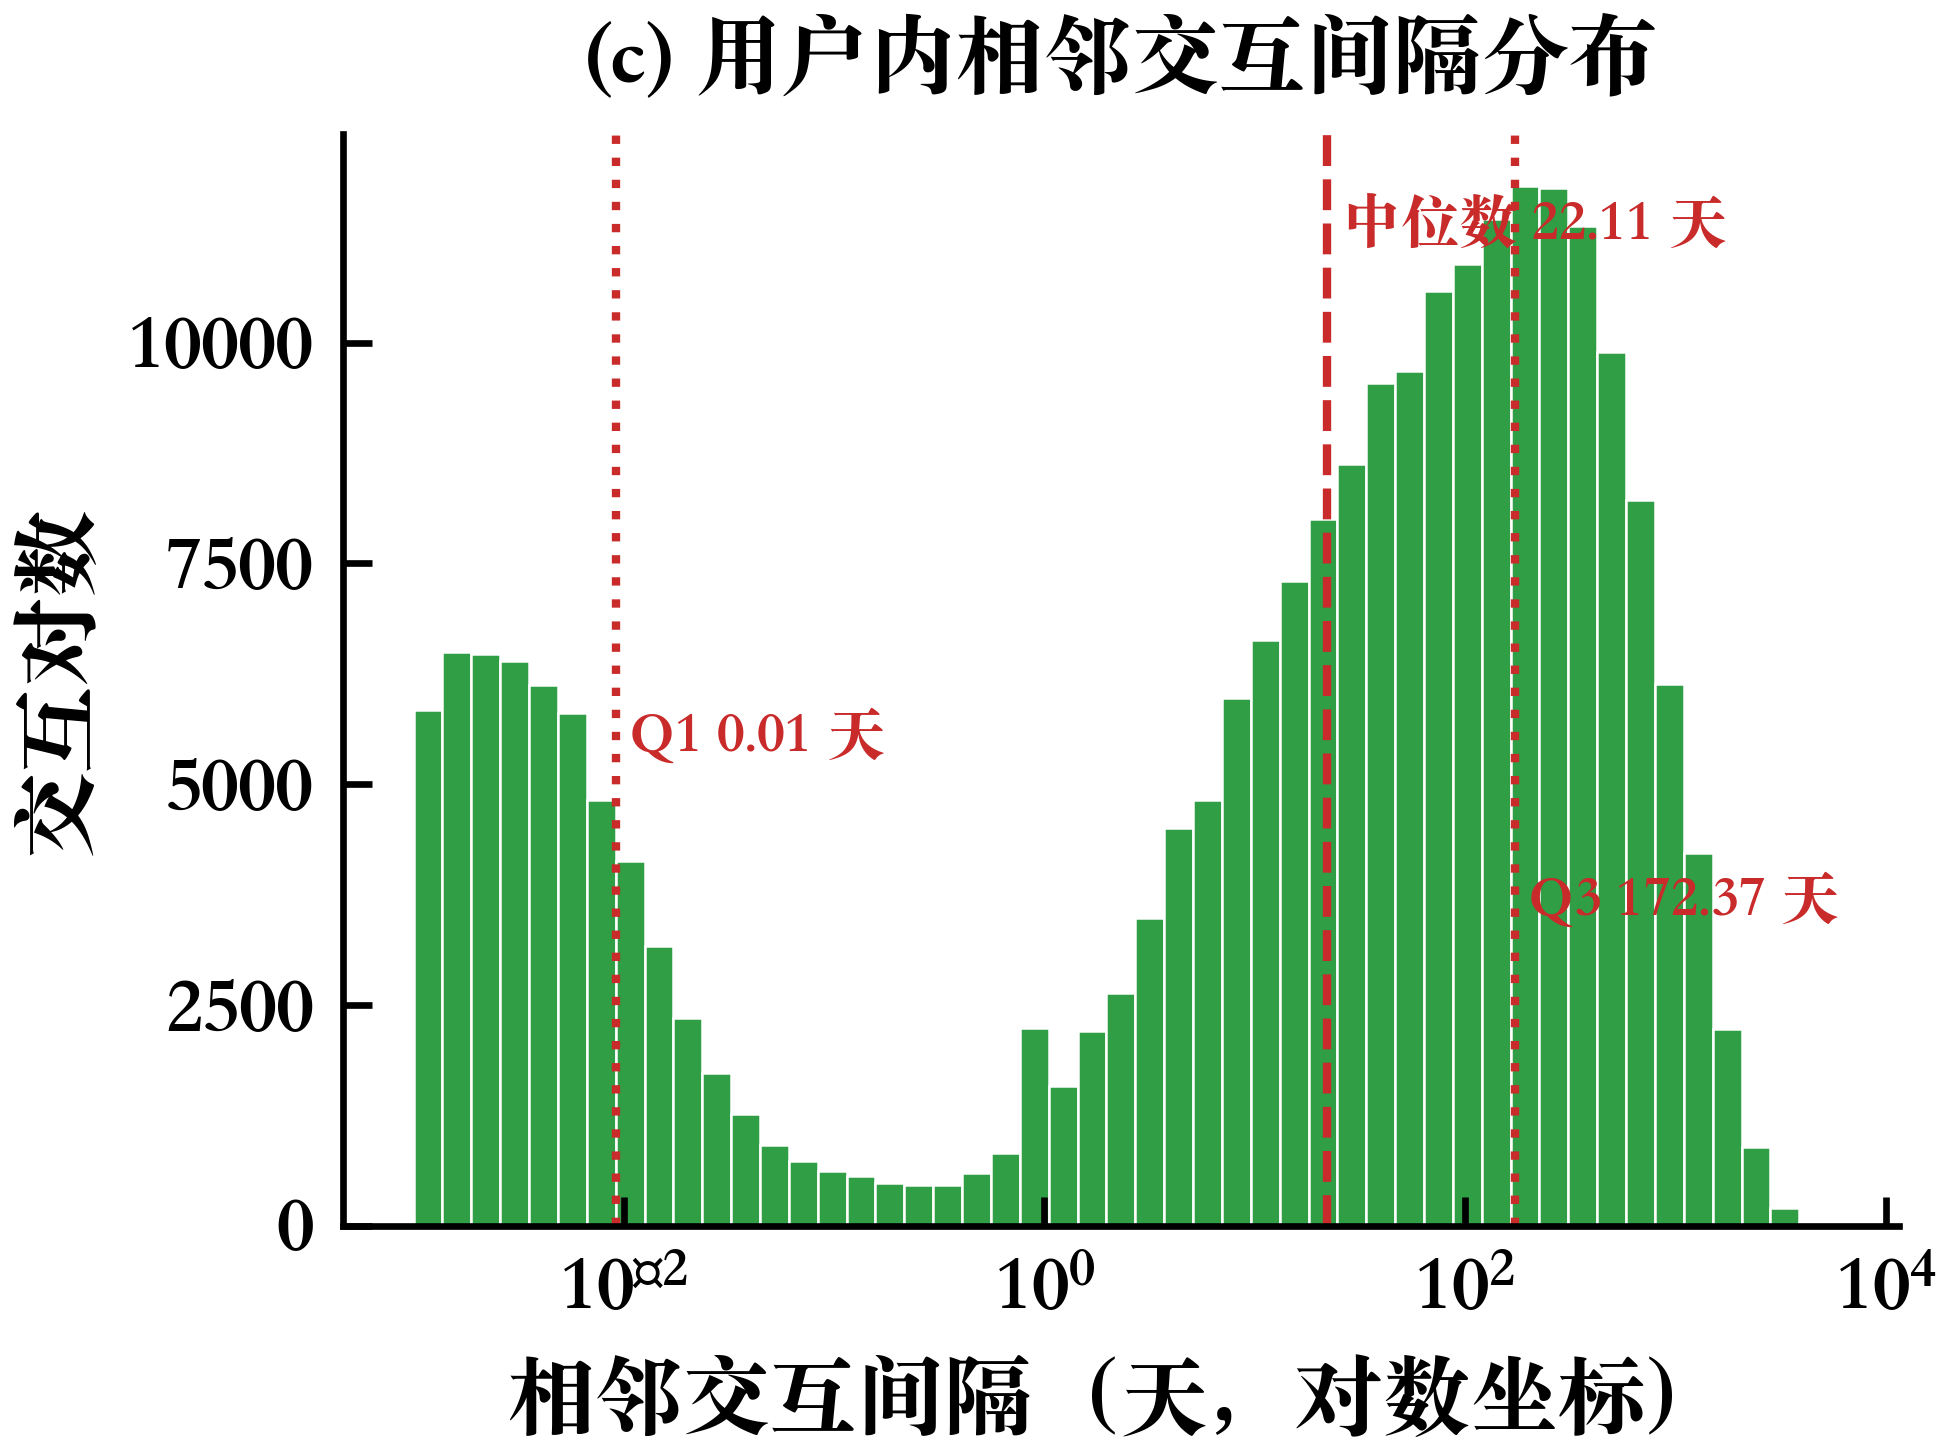 (c) 用户内相邻交互间隔分布
中位数 22.11 天
10000
7500
Q1 0.01 天
5000
Q3 172.37 天
2500
0
交互对数
10¤2
10⁰
10²
10⁴
相邻交互间隔（天，对数坐标）